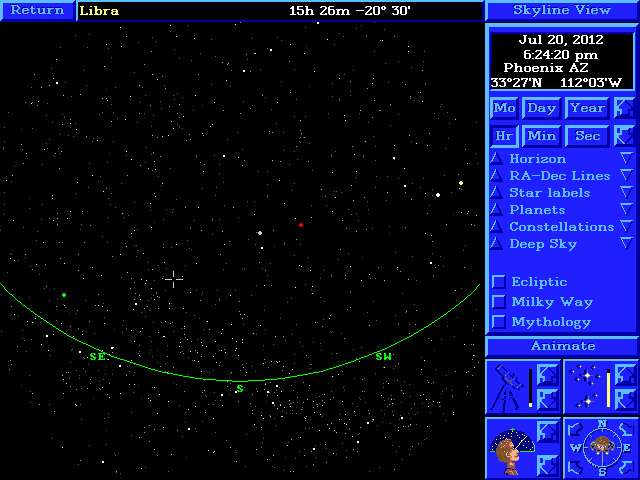 Return
Libra
15h 26m -20° 30'
Skyline View
Jul 20, 2012
6:24:20 pm
Phoenix AZ
33°27'N 112°03'W
Mo Day Year
Hr Min Sec
Horizon
RA-Dec Lines
Star labels
Planets
Constellations
Deep Sky
Ecliptic
Milky Way
Mythology
Animate
SE
S
SW
N
W E
S